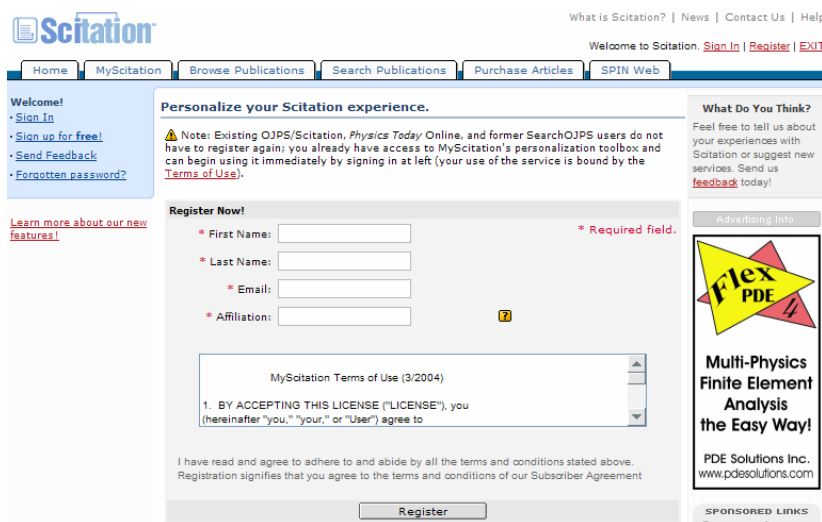 What is Scitation? | News | Contact Us | Help
Scitation
Welcome to Scitation. Sign In | Register | EXIT
Home MyScitation Browse Publications Search Publications Purchase Articles SPIN Web
Welcome!
• Sign In
• Sign up for free!
• Send Feedback
• Forgotten password?
Learn more about our new
features!
Personalize your Scitation experience.
Note: Existing OJPS/Scitation, Physics Today Online, and former SearchOJPS users do not
have to register again; you already have access to MyScitation's personalization toolbox and
can begin using it immediately by signing in at left (your use of the service is bound by the
Terms of Use).
Register Now!
* Required field.
* First Name:
* Last Name:
* Email:
* Affiliation:
?
MyScitation Terms of Use (3/2004)
1. BY ACCEPTING THIS LICENSE ("LICENSE"), you
(hereinafter "you," "your," or "User") agree to
I have read and agree to adhere to and abide by all the terms and conditions stated above.
Registration signifies that you agree to the terms and conditions of our Subscriber Agreement
Register
What Do You Think?
Feel free to tell us about
your experiences with
Scitation or suggest new
services. Send us
feedback today!
Advertising Info
Flex
PDE
4
Multi-Physics
Finite Element
Analysis
the Easy Way!
PDE Solutions Inc.
www.pdesolutions.com
SPONSORED LINKS